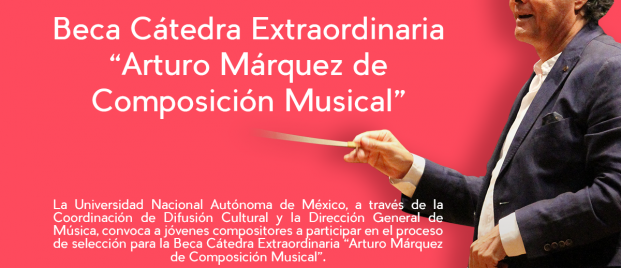 Beca Cátedra Extraordinaria
“Arturo Márquez de
Composición Musical”
La Universidad Nacional Autónoma de México, a través de la
Coordinación de Difusión Cultural y la Dirección General de
Música, convoca a jóvenes compositores a participar en el proceso
de selección para la Beca Cátedra Extraordinaria “Arturo Márquez
de Composición Musical”.